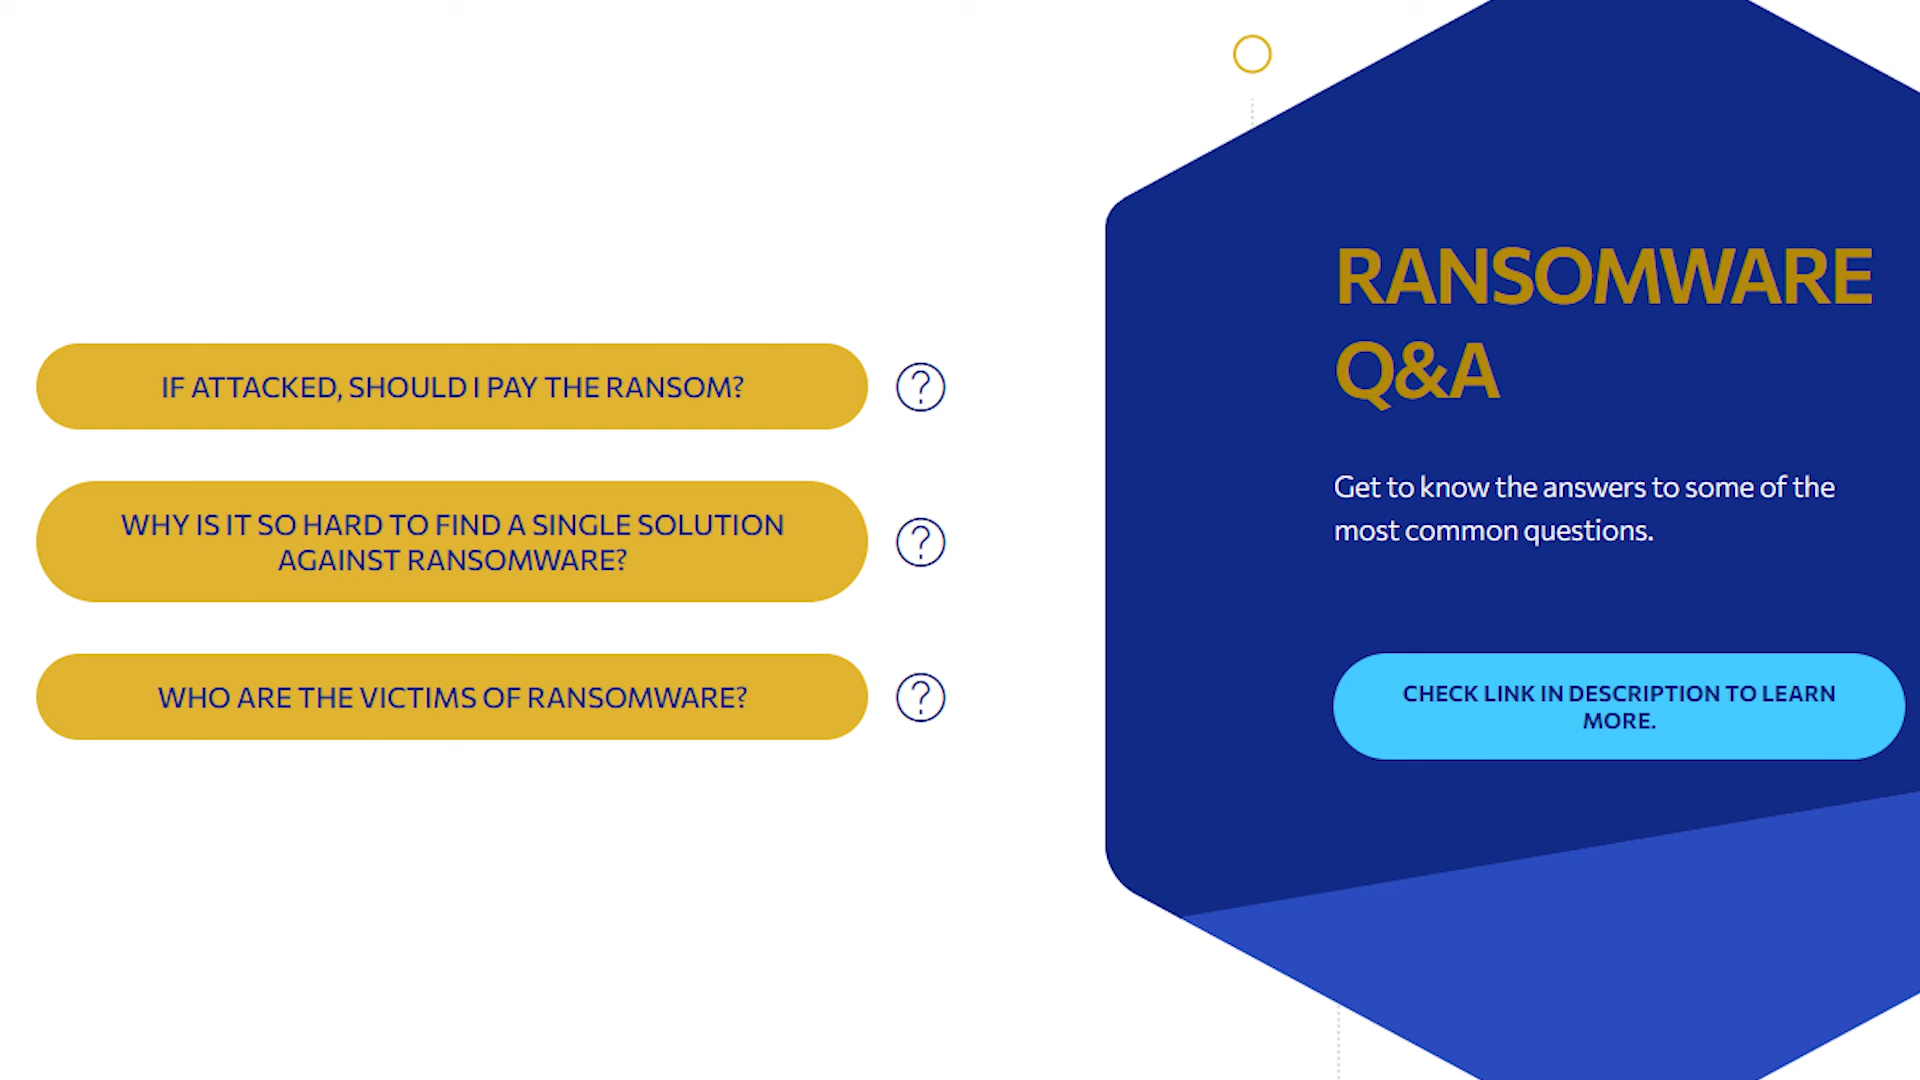 IF ATTACKED, SHOULD I PAY THE RANSOM?
?
WHY IS IT SO HARD TO FIND A SINGLE SOLUTION
AGAINST RANSOMWARE?
?
WHO ARE THE VICTIMS OF RANSOMWARE?
?
RANSOMWARE
Q&A
Get to know the answers to some of the
most common questions.
CHECK LINK IN DESCRIPTION TO LEARN
MORE.